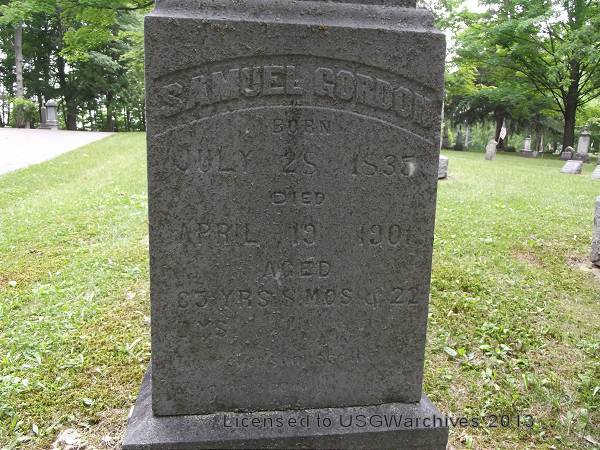 SAMUEL GORDON
BORN
JULY 28 1835
DIED
APRIL 19 1901
AGED
65 YRS 8 MOS & 22
DYS.
Licensed to USGWarchives 2013